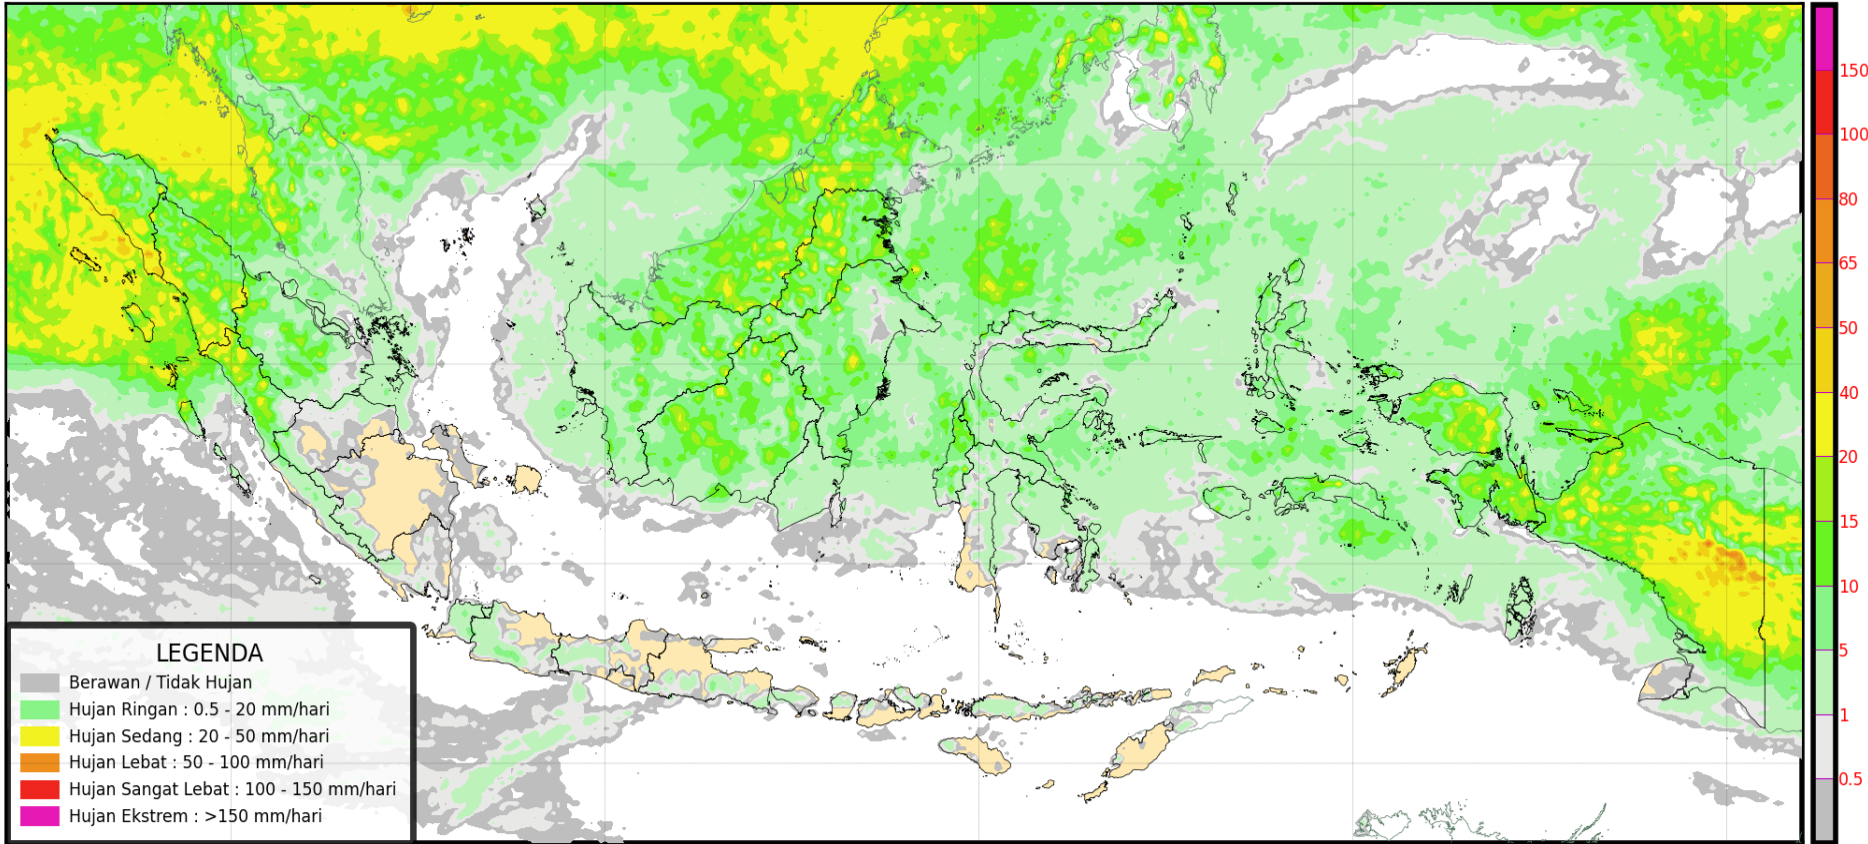 LEGENDA
Berawan / Tidak Hujan
Hujan Ringan : 0.5 - 20 mm/hari
Hujan Sedang : 20 - 50 mm/hari
Hujan Lebat : 50 - 100 mm/hari
Hujan Sangat Lebat : 100 - 150 mm/hari
Hujan Ekstrem : >150 mm/hari
150
100
80
65
50
40
20
15
10
5
1
0.5